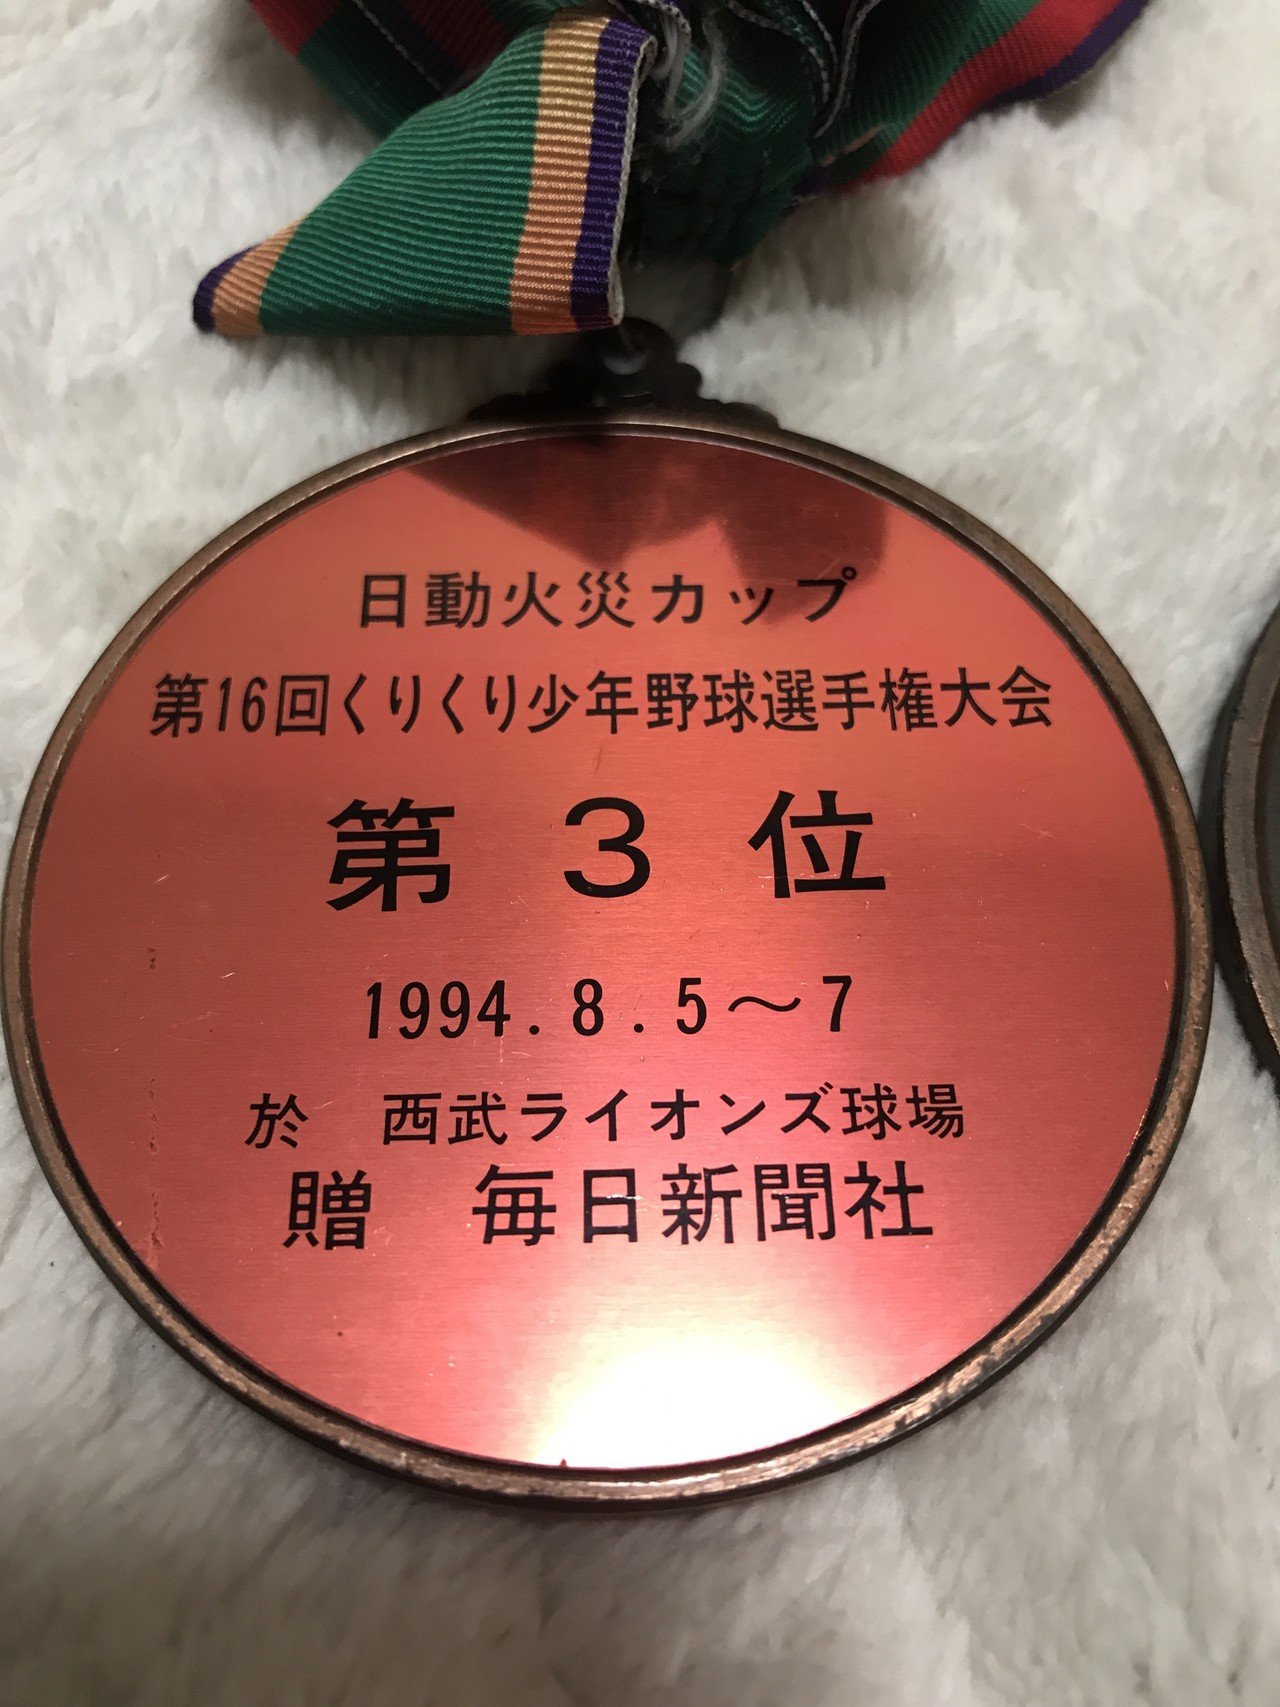 日動火災カップ
第16回くりくり少年野球選手権大会
第 3 位
1994.8.5～7
於 西武ライオンズ球場
贈 毎日新聞社